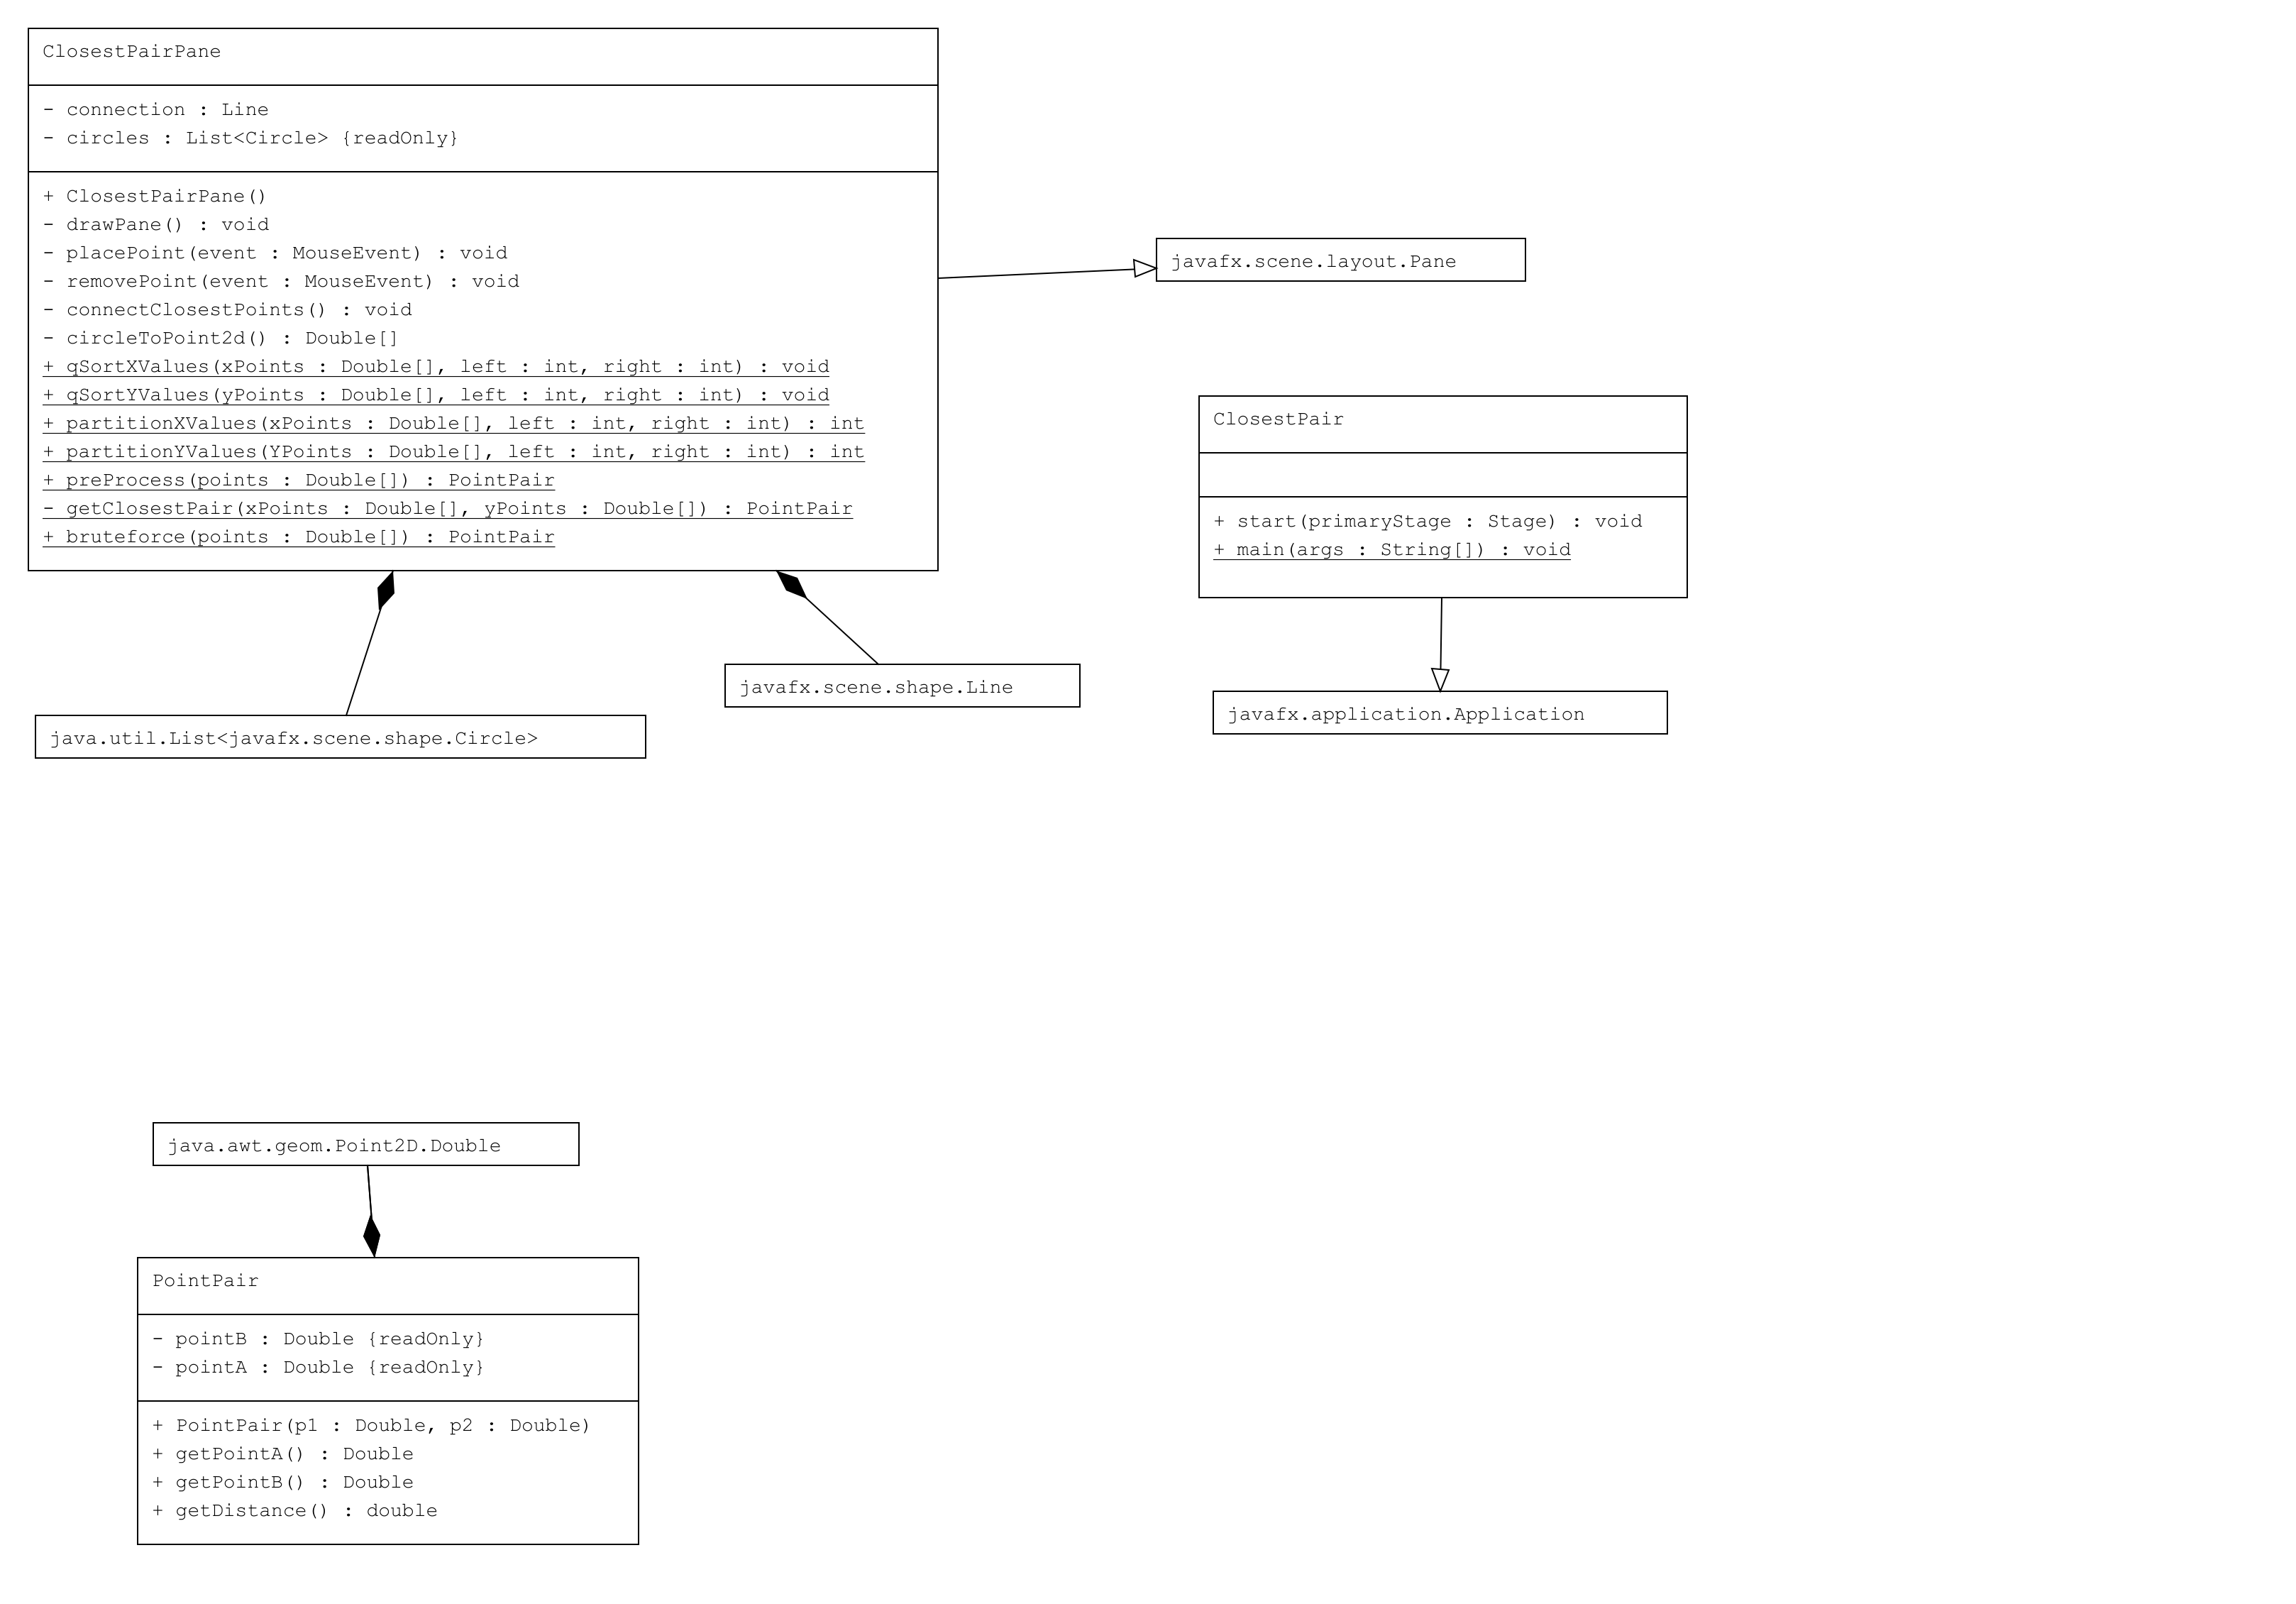 ClosestPairPane
- connection : Line
- circles : List<Circle> {readOnly}
+ ClosestPairPane()
- drawPane() : void
- placePoint(event : MouseEvent) : void
- removePoint(event : MouseEvent) : void
- connectClosestPoints() : void
- circleToPoint2d() : Double[]
+ qSortXValues(xPoints : Double[], left : int, right : int) : void
+ qSortYValues(yPoints : Double[], left : int, right : int) : void
+ partitionXValues(xPoints : Double[], left : int, right : int) : int
+ partitionYValues(YPoints : Double[], left : int, right : int) : int
+ preProcess(points : Double[]) : PointPair
- getClosestPair(xPoints : Double[], yPoints : Double[]) : PointPair
+ bruteforce(points : Double[]) : PointPair
javafx.scene.layout.Pane
ClosestPair
+ start(primaryStage : Stage) : void
+ main(args : String[]) : void
javafx.scene.shape.Line
javafx.application.Application
java.util.List<javafx.scene.shape.Circle>
java.awt.geom.Point2D.Double
PointPair
- pointB : Double {readOnly}
- pointA : Double {readOnly}
+ PointPair(p1 : Double, p2 : Double)
+ getPointA() : Double
+ getPointB() : Double
+ getDistance() : double